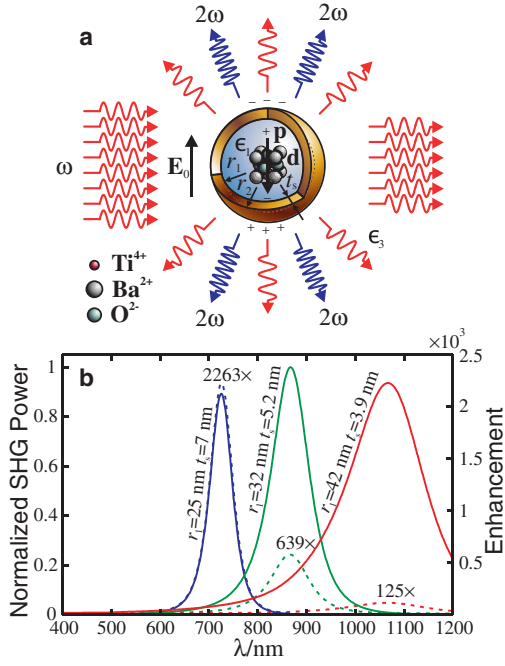 a
2ω 2ω
− − −
ω
E₀
ϵ₁
+
p
d
r₁
r₂
tₛ
−
ϵ₃
+ + +
Ti⁴⁺
Ba²⁺
O²⁻
2ω 2ω
b
×10³
Normalized SHG Power
1
0.8
0.6
0.4
0.2
0
2263×
r₁=25 nm tₛ=7 nm
r₁=32 nm tₛ=5.2 nm
r₁=42 nm tₛ=3.9 nm
639×
125×
2.5
2
1.5
1
0.5
Enhancement
400 500 600 700 800 900 1000 1100 1200
λ/nm